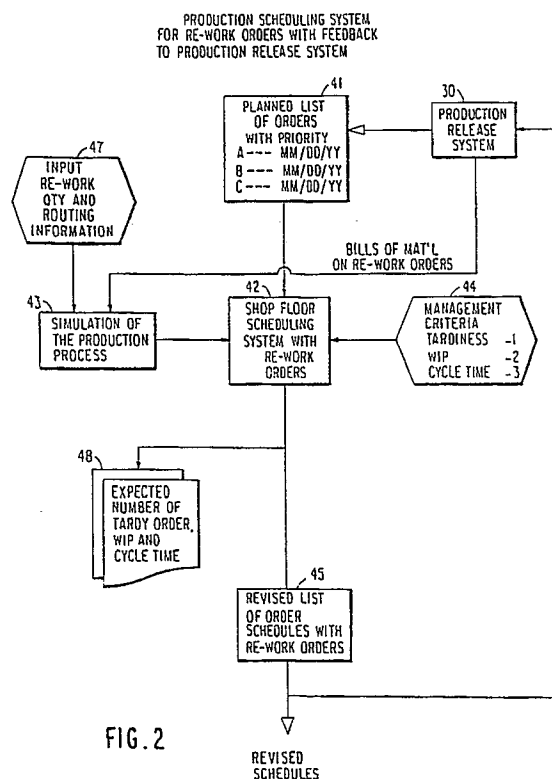 PRODUCTION SCHEDULING SYSTEM
FOR RE-WORK ORDERS WITH FEEDBACK
TO PRODUCTION RELEASE SYSTEM
41
PLANNED LIST
OF ORDERS
WITH PRIORITY
A --- MM/DD/YY
B --- MM/DD/YY
C --- MM/DD/YY
30
PRODUCTION
RELEASE
SYSTEM
47
INPUT
RE-WORK
QTY AND
ROUTING
INFORMATION
BILLS OF MAT'L
ON RE-WORK ORDERS
43
SIMULATION OF
THE PRODUCTION
PROCESS
42
SHOP FLOOR
SCHEDULING
SYSTEM WITH
RE-WORK
ORDERS
44
MANAGEMENT
CRITERIA
TARDINESS -1
WIP -2
CYCLE TIME -3
48
EXPECTED
NUMBER OF
TARDY ORDER,
WIP AND
CYCLE TIME
45
REVISED LIST
OF ORDER
SCHEDULES WITH
RE-WORK ORDERS
FIG.2
REVISED
SCHEDULES